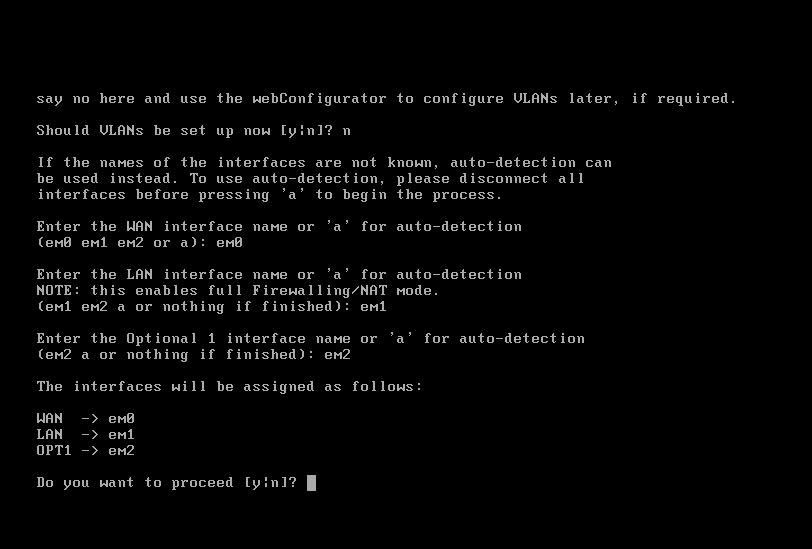 say no here and use the webConfigurator to configure VLANs later, if required.
Should VLANs be set up now [y|n]? n
If the names of the interfaces are not known, auto-detection can
be used instead. To use auto-detection, please disconnect all
interfaces before pressing 'a' to begin the process.
Enter the WAN interface name or 'a' for auto-detection
(em0 em1 em2 or a): em0
Enter the LAN interface name or 'a' for auto-detection
NOTE: this enables full Firewalling/NAT mode.
(em1 em2 a or nothing if finished): em1
Enter the Optional 1 interface name or 'a' for auto-detection
(em2 a or nothing if finished): em2
The interfaces will be assigned as follows:
WAN  -> em0
LAN  -> em1
OPT1 -> em2
Do you want to proceed [y|n]?